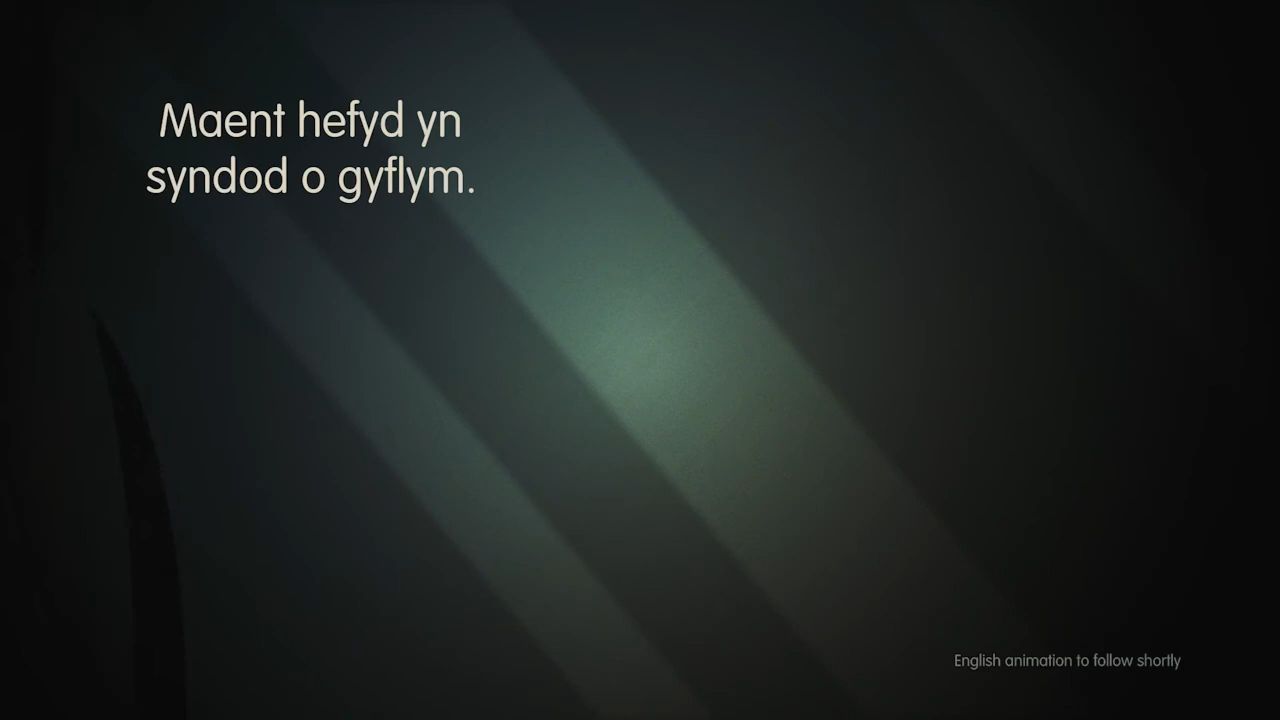 Maent hefyd yn
syndod o gyflym.
English animation to follow shortly